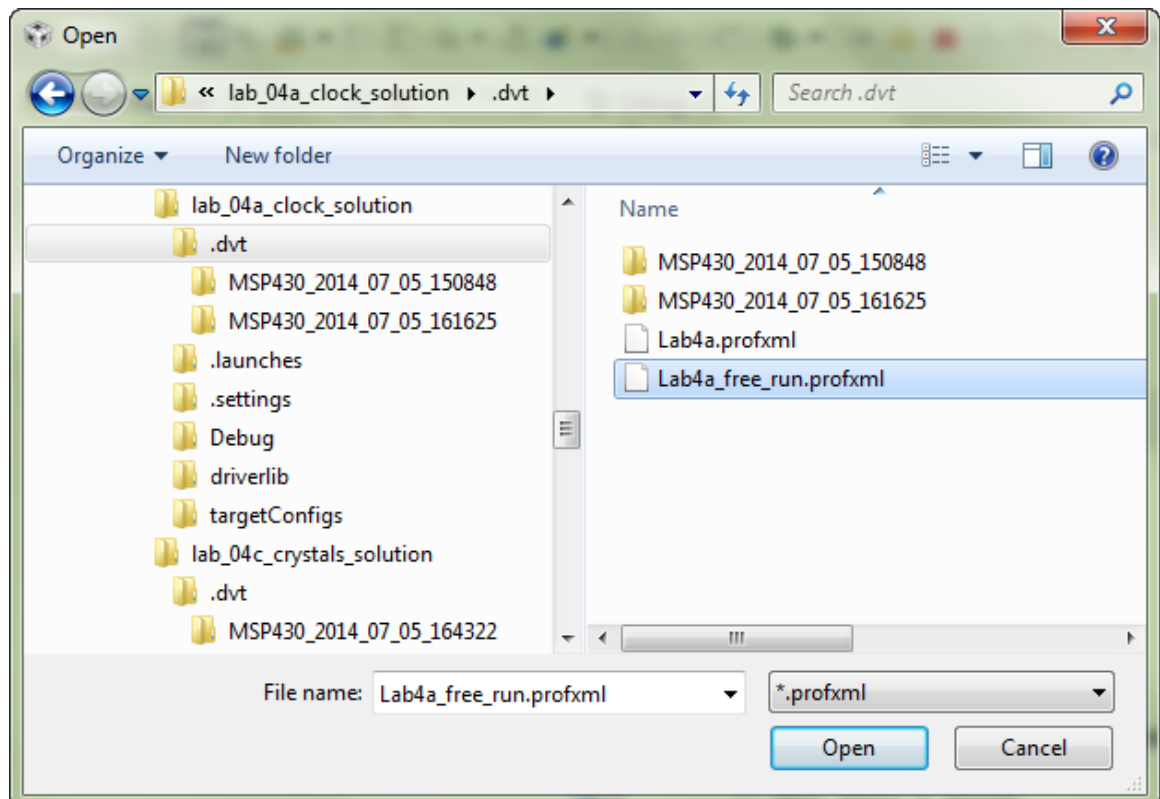 Open
« lab_04a_clock_solution ▸ .dvt ▸
Search .dvt
Organize
New folder
lab_04a_clock_solution
.dvt
MSP430_2014_07_05_150848
MSP430_2014_07_05_161625
.launches
.settings
Debug
driverlib
targetConfigs
lab_04c_crystals_solution
.dvt
MSP430_2014_07_05_164322
Name
MSP430_2014_07_05_150848
MSP430_2014_07_05_161625
Lab4a.profxml
Lab4a_free_run.profxml
File name: Lab4a_free_run.profxml
*.profxml
Open
Cancel